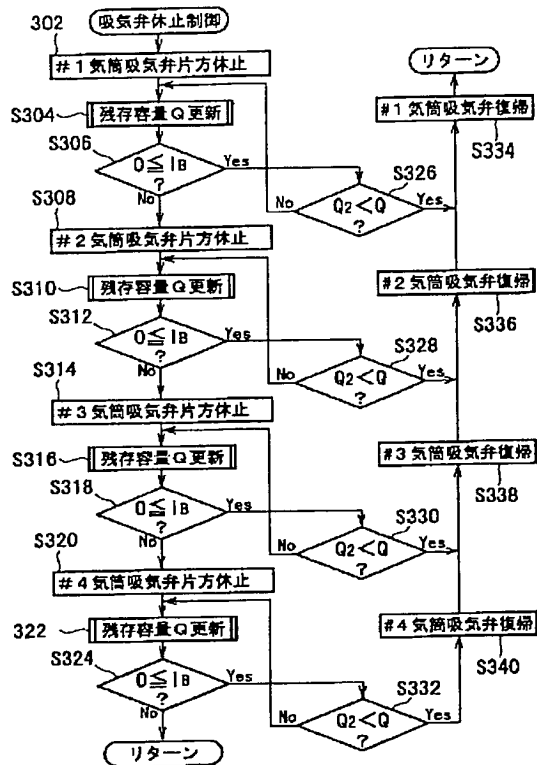 吸気弁休止制御
302
#1気筒吸気弁片方休止
リターン
#1気筒吸気弁復帰
S334
S304
残存容量Q更新
S306
0≦IB
?
Yes
No
S326
Q2<Q
?
No
Yes
S308
#2気筒吸気弁片方休止
#2気筒吸気弁復帰
S336
S310
残存容量Q更新
S312
0≦IB
?
Yes
No
S328
Q2<Q
?
No
Yes
S314
#3気筒吸気弁片方休止
#3気筒吸気弁復帰
S338
S316
残存容量Q更新
S318
0≦IB
?
Yes
No
S330
Q2<Q
?
No
Yes
S320
#4気筒吸気弁片方休止
#4気筒吸気弁復帰
S340
322
残存容量Q更新
S324
0≦IB
?
Yes
No
S332
Q2<Q
?
No
Yes
リターン